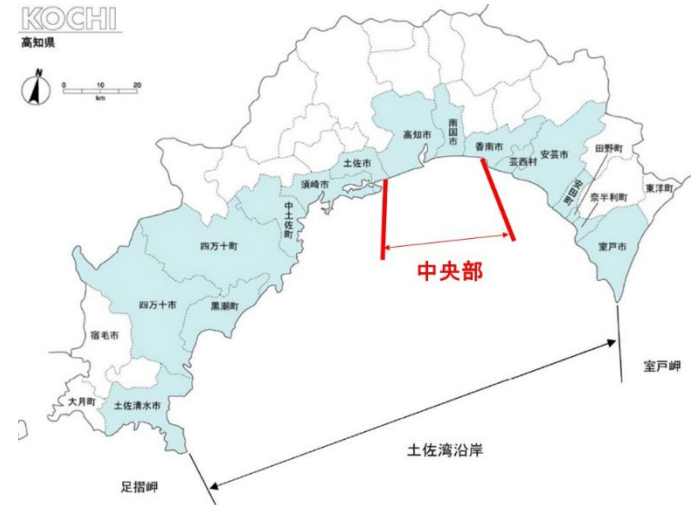 KOCHI
高知県
N
0 10 20
km
高知市
南国市
香南市
芸西村
安芸市
田野町
安田町
奈半利町
東洋町
室戸市
土佐市
須崎市
中土佐町
四万十町
四万十市
黒潮町
宿毛市
大月町
土佐清水市
中央部
室戸岬
土佐湾沿岸
足摺岬